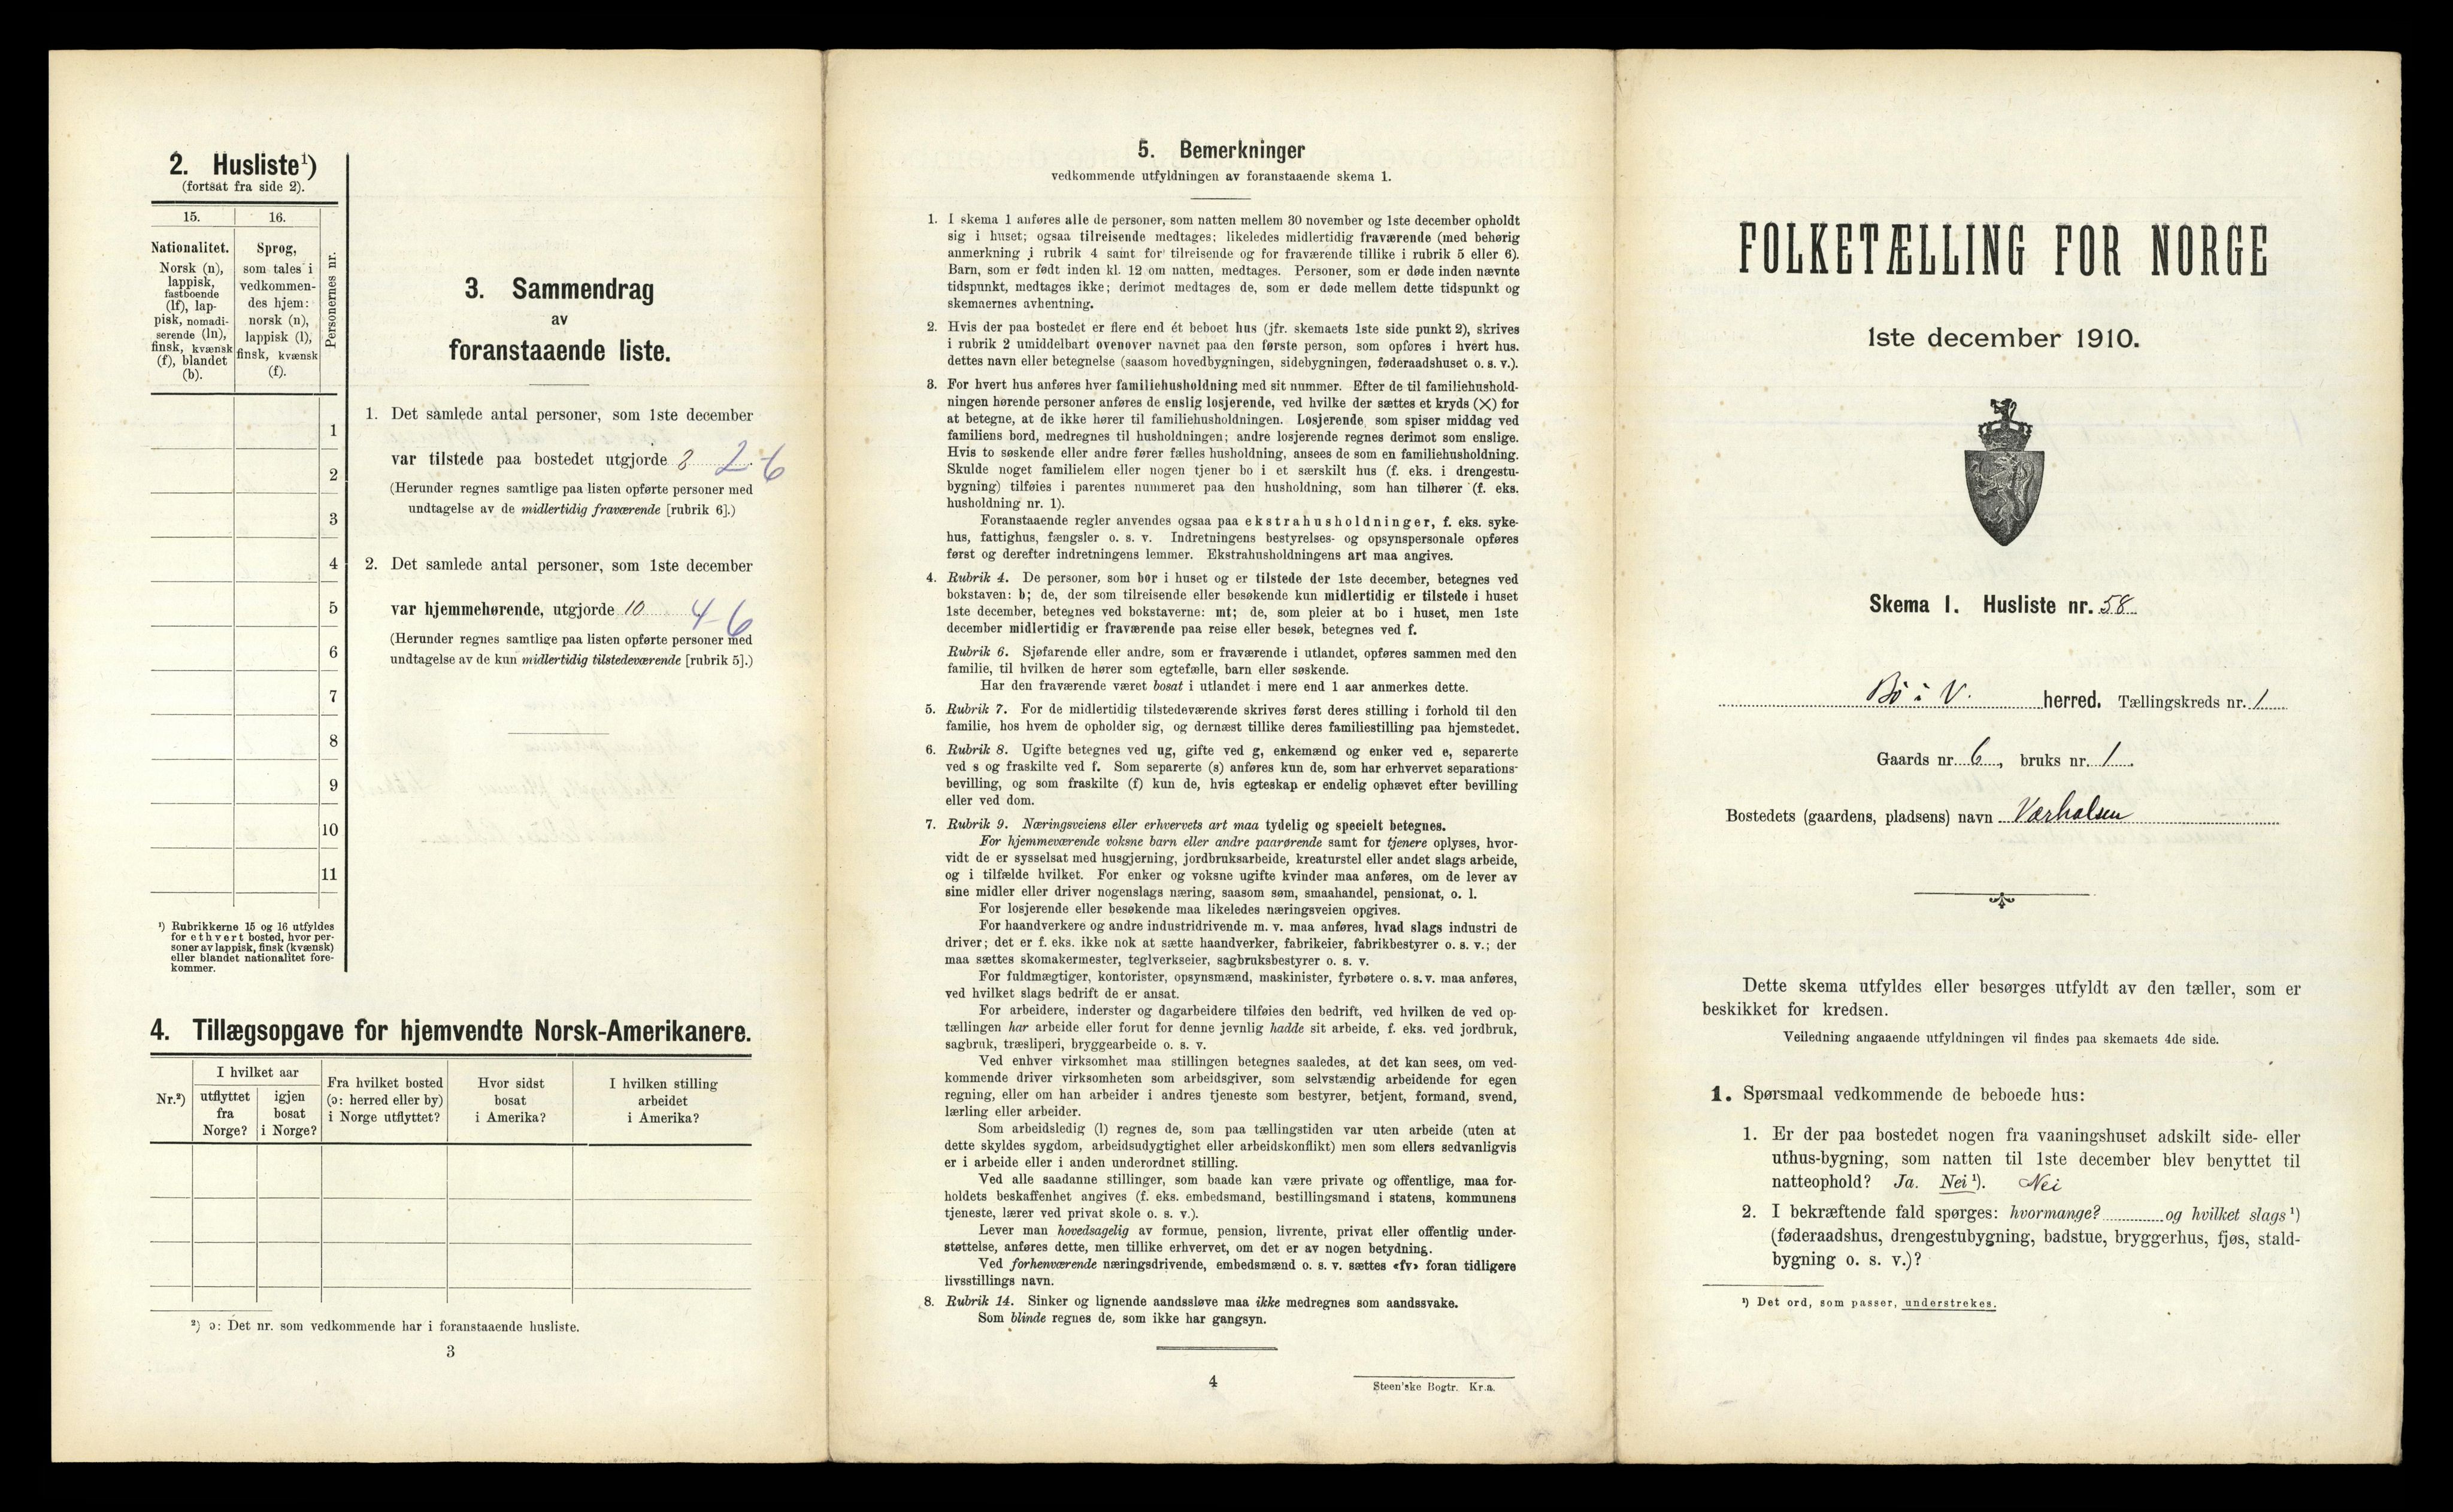 2. Husliste¹)
(fortsat fra side 2).
15.
16.
Personernes nr.
Nationalitet.
Norsk (n),
lappisk,
fastboende
(lf), lap-
pisk, nomadi-
serende (ln),
finsk, kvænsk
(f), blandet
(b).
Sprog,
som tales i
vedkommen-
des hjem:
norsk (n),
lappisk (l),
finsk, kvænsk
(f).
1
2
3
4
5
6
7
8
9
10
11
¹) Rubrikkerne 15 og 16 utfyldes
for ethvert bosted, hvor per-
soner av lappisk, finsk (kvænsk)
eller blandet nationalitet fore-
kommer.
3. Sammendrag
av
foranstaaende liste.
1. Det samlede antal personer, som 1ste december
var tilstede paa bostedet utgjorde 8 2-6
(Herunder regnes samtlige paa listen opførte personer med
undtagelse av de midlertidig fraværende [rubrik 6].)
2. Det samlede antal personer, som 1ste december
var hjemmehørende, utgjorde 10 4-6
(Herunder regnes samtlige paa listen opførte personer med
undtagelse av de kun midlertidig tilstedeværende [rubrik 5].)
4. Tillægsopgave for hjemvendte Norsk-Amerikanere.
Nr.²)
I hvilket aar
utflyttet
fra
Norge?
igjen
bosat
i Norge?
Fra hvilket bosted
(ɔ: herred eller by)
i Norge utflyttet?
Hvor sidst
bosat
i Amerika?
I hvilken stilling
arbeidet
i Amerika?
²) ɔ: Det nr. som vedkommende har i foranstaaende husliste.
3
5. Bemerkninger
vedkommende utfyldningen av foranstaaende skema 1.
1. I skema 1 anføres alle de personer, som natten mellem 30 november og 1ste december opholdt
sig i huset; ogsaa tilreisende medtages; likeledes midlertidig fraværende (med behørig
anmerkning i rubrik 4 samt for tilreisende og for fraværende tillike i rubrik 5 eller 6).
Barn, som er født inden kl. 12 om natten, medtages. Personer, som er døde inden nævnte
tidspunkt, medtages ikke; derimot medtages de, som er døde mellem dette tidspunkt og
skemaernes avhentning.
2. Hvis der paa bostedet er flere end ét beboet hus (jfr. skemaets 1ste side punkt 2), skrives
i rubrik 2 umiddelbart ovenover navnet paa den første person, som opføres i hvert hus.
dettes navn eller betegnelse (saasom hovedbygningen, sidebygningen, føderaadshuset o. s. v.).
3. For hvert hus anføres hver familiehusholdning med sit nummer. Efter de til familiehushold-
ningen hørende personer anføres de enslig losjerende, ved hvilke der sættes et kryds (×) for
at betegne, at de ikke hører til familiehusholdningen. Losjerende, som spiser middag ved
familiens bord, medregnes til husholdningen; andre losjerende regnes derimot som enslige.
Hvis to søskende eller andre fører fælles husholdning, ansees de som en familiehusholdning.
Skulde noget familielem eller nogen tjener bo i et særskilt hus (f. eks. i drengestu-
bygning) tilføies i parentes nummeret paa den husholdning, som han tilhører (f. eks.
husholdning nr. 1).
Foranstaaende regler anvendes ogsaa paa ekstrahusholdninger, f. eks. syke-
hus, fattighus, fængsler o. s. v. Indretningens bestyrelses- og opsynspersonale opføres
først og derefter indretningens lemmer. Ekstrahusholdningens art maa angives.
4. Rubrik 4. De personer, som bor i huset og er tilstede der 1ste december, betegnes ved
bokstaven: b; de, der som tilreisende eller besøkende kun midlertidig er tilstede i huset
1ste december, betegnes ved bokstaverne: mt; de, som pleier at bo i huset, men 1ste
december midlertidig er fraværende paa reise eller besøk, betegnes ved f.
Rubrik 6. Sjøfarende eller andre, som er fraværende i utlandet, opføres sammen med den
familie, til hvilken de hører som egtefælle, barn eller søskende.
Har den fraværende været bosat i utlandet i mere end 1 aar anmerkes dette.
5. Rubrik 7. For de midlertidig tilstedeværende skrives først deres stilling i forhold til den
familie, hos hvem de opholder sig, og dernæst tillike deres familiestilling paa hjemstedet.
6. Rubrik 8. Ugifte betegnes ved ug, gifte ved g, enkemænd og enker ved e, separerte
ved s og fraskilte ved f. Som separerte (s) anføres kun de, som har erhvervet separations-
bevilling, og som fraskilte (f) kun de, hvis egteskap er endelig ophævet efter bevilling
eller ved dom.
7. Rubrik 9. Næringsveiens eller erhvervets art maa tydelig og specielt betegnes.
For hjemmeværende voksne barn eller andre paarørende samt for tjenere oplyses, hvor-
vidt de er sysselsat med husgjerning, jordbruksarbeide, kreaturstel eller andet slags arbeide,
og i tilfælde hvilket. For enker og voksne ugifte kvinder maa anføres, om de lever av
sine midler eller driver nogenslags næring, saasom søm, smaahandel, pensionat, o. l.
For losjerende eller besøkende maa likeledes næringsveien opgives.
For haandverkere og andre industridrivende m. v. maa anføres, hvad slags industri de
driver; det er f. eks. ikke nok at sætte haandverker, fabrikeier, fabrikbestyrer o. s. v.; der
maa sættes skomakermester, teglverkseier, sagbruksbestyrer o. s. v.
For fuldmægtiger, kontorister, opsynsmænd, maskinister, fyrbøtere o. s. v. maa anføres,
ved hvilket slags bedrift de er ansat.
For arbeidere, inderster og dagarbeidere tilføies den bedrift, ved hvilken de ved op-
tællingen har arbeide eller forut for denne jevnlig hadde sit arbeide, f. eks. ved jordbruk,
sagbruk, træsliperi, bryggearbeide o. s. v.
Ved enhver virksomhet maa stillingen betegnes saaledes, at det kan sees, om ved-
kommende driver virksomheten som arbeidsgiver, som selvstændig arbeidende for egen
regning, eller om han arbeider i andres tjeneste som bestyrer, betjent, formand, svend,
lærling eller arbeider.
Som arbeidsledig (l) regnes de, som paa tællingstiden var uten arbeide (uten at
dette skyldes sygdom, arbeidsudygtighet eller arbeidskonflikt) men som ellers sedvanligvis
er i arbeide eller i anden underordnet stilling.
Ved alle saadanne stillinger, som baade kan være private og offentlige, maa for-
holdets beskaffenhet angives (f. eks. embedsmand, bestillingsmand i statens, kommunens
tjeneste, lærer ved privat skole o. s. v.).
Lever man hovedsagelig av formue, pension, livrente, privat eller offentlig under-
støttelse, anføres dette, men tillike erhvervet, om det er av nogen betydning.
Ved forhenværende næringsdrivende, embedsmænd o. s. v. sættes «fv» foran tidligere
livsstillings navn.
8. Rubrik 14. Sinker og lignende aandssløve maa ikke medregnes som aandssvake.
Som blinde regnes de, som ikke har gangsyn.
4
Steen'ske Bogtr. Kr.a.
FOLKETÆLLING FOR NORGE
1ste december 1910.
Skema 1. Husliste nr. 58
Bö i V. herred. Tællingskreds nr. 1
Gaards nr. 6, bruks nr. 1.
Bostedets (gaardens, pladsens) navn Værhalsen
Dette skema utfyldes eller besørges utfyldt av den tæller, som er
beskikket for kredsen.
Veiledning angaaende utfyldningen vil findes paa skemaets 4de side.
1. Spørsmaal vedkommende de beboede hus:
1. Er der paa bostedet nogen fra vaaningshuset adskilt side- eller
uthus-bygning, som natten til 1ste december blev benyttet til
natteophold? Ja. Nei ¹). Nei
2. I bekræftende fald spørges: hvormange? og hvilket slags ¹)
(føderaadshus, drengestubygning, badstue, bryggerhus, fjøs, stald-
bygning o. s. v.)?
¹) Det ord, som passer, understrekes.